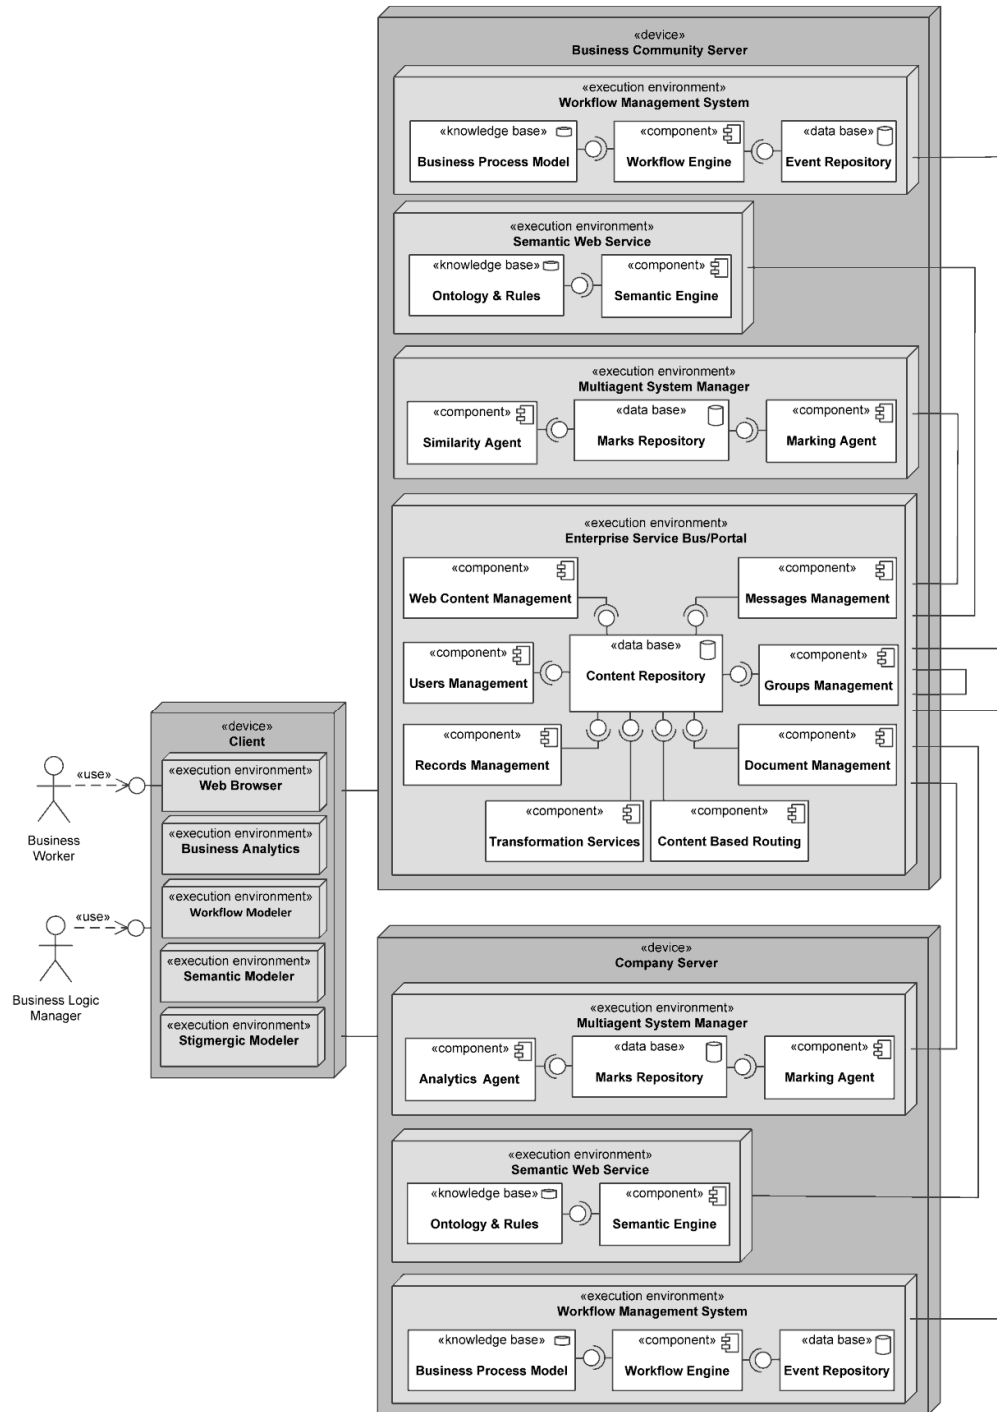 «device»
Business Community Server
«execution environment»
Workflow Management System
«knowledge base»
Business Process Model
«component»
Workflow Engine
«data base»
Event Repository
«execution environment»
Semantic Web Service
«knowledge base»
Ontology & Rules
«component»
Semantic Engine
«execution environment»
Multiagent System Manager
«component»
Similarity Agent
«data base»
Marks Repository
«component»
Marking Agent
«execution environment»
Enterprise Service Bus/Portal
«component»
Web Content Management
«component»
Messages Management
«component»
Users Management
«data base»
Content Repository
«component»
Groups Management
«component»
Records Management
«component»
Document Management
«component»
Transformation Services
«component»
Content Based Routing
«device»
Client
«execution environment»
Web Browser
«execution environment»
Business Analytics
«execution environment»
Workflow Modeler
«execution environment»
Semantic Modeler
«execution environment»
Stigmergic Modeler
«use»
Business
Worker
«use»
Business Logic
Manager
«device»
Company Server
«execution environment»
Multiagent System Manager
«component»
Analytics Agent
«data base»
Marks Repository
«component»
Marking Agent
«execution environment»
Semantic Web Service
«knowledge base»
Ontology & Rules
«component»
Semantic Engine
«execution environment»
Workflow Management System
«knowledge base»
Business Process Model
«component»
Workflow Engine
«data base»
Event Repository